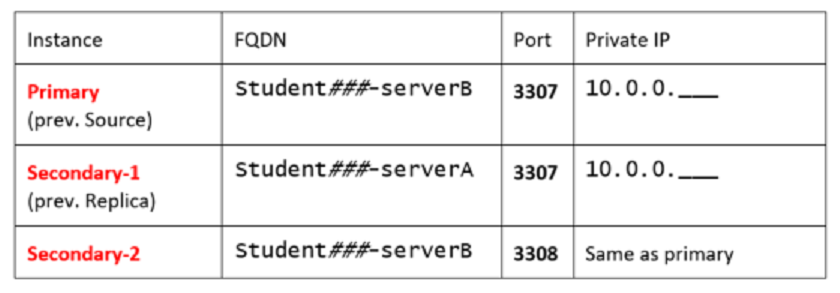 Instance FQDN Port Private IP
Primary Student###-serverB 3307 10.0.0.___
(prev. Source)
Secondary-1 Student###-serverA 3307 10.0.0.___
(prev. Replica)
Secondary-2 Student###-serverB 3308 Same as primary